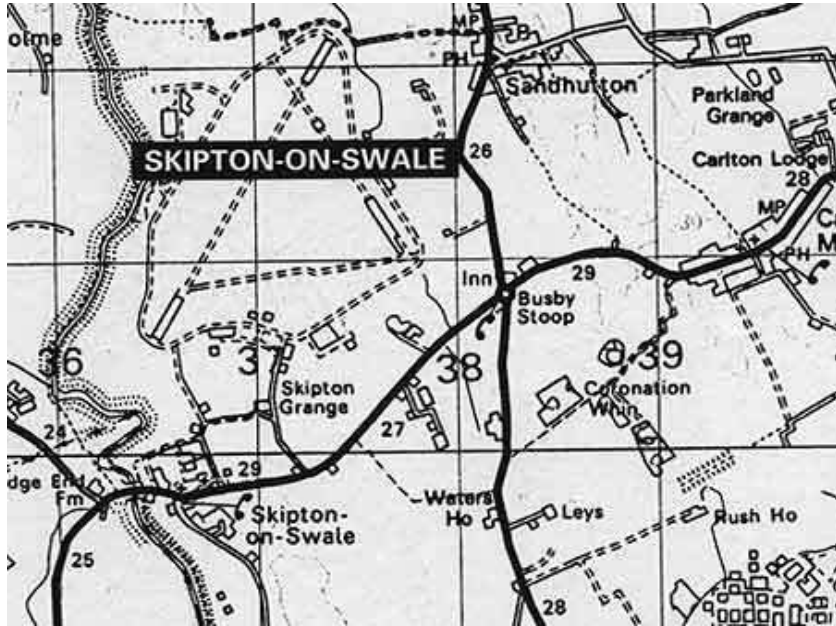 olme
MP
PH
Sandhutton
Parkland
Grange
SKIPTON-ON-SWALE
26
Carlton Lodge
28
MP
C
M
PH
Inn
29
Busby
Stoop
36
3
38
39
Skipton
Grange
Coronation
Whin
24
27
dge End
Fm
29
Skipton-
on-Swale
Waters
Ho
Leys
Rush Ho
25
28